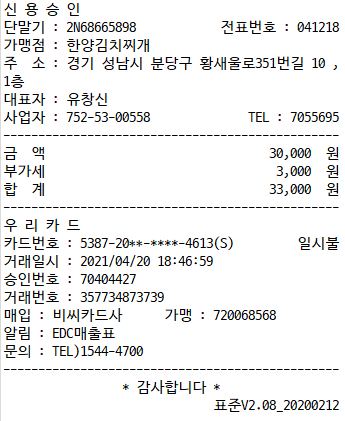 신 용 승 인
단말기 : 2N68665898 전표번호 : 041218
가맹점 : 한양김치찌개
주 소 : 경기 성남시 분당구 황새울로351번길 10 ,
1층
대표자 : 유창신
사업자 : 752-53-00558 TEL : 7055695
금 액 30,000 원
부가세 3,000 원
합 계 33,000 원
우 리 카 드
카드번호 : 5387-20**-****-4613(S) 일시불
거래일시 : 2021/04/20 18:46:59
승인번호 : 70404427
거래번호 : 357734873739
매입 : 비씨카드사 가맹 : 720068568
알림 : EDC매출표
문의 : TEL)1544-4700
* 감사합니다 *
표준V2.08_20200212